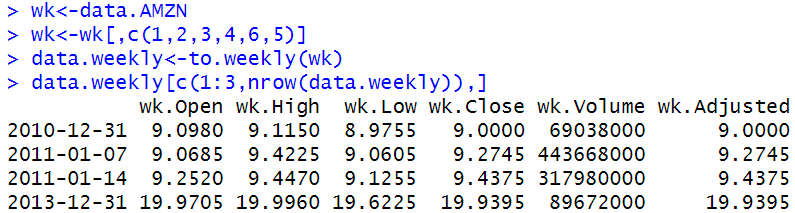 > wk<-data.AMZN
> wk<-wk[,c(1,2,3,4,6,5)]
> data.weekly<-to.weekly(wk)
> data.weekly[c(1:3,nrow(data.weekly)),]
           wk.Open wk.High  wk.Low wk.Close wk.Volume wk.Adjusted
2010-12-31  9.0980  9.1150  8.9755   9.0000  69038000      9.0000
2011-01-07  9.0685  9.4225  9.0605   9.2745 443668000      9.2745
2011-01-14  9.2520  9.4470  9.1255   9.4375 317980000      9.4375
2013-12-31 19.9705 19.9960 19.6225  19.9395  89672000     19.9395